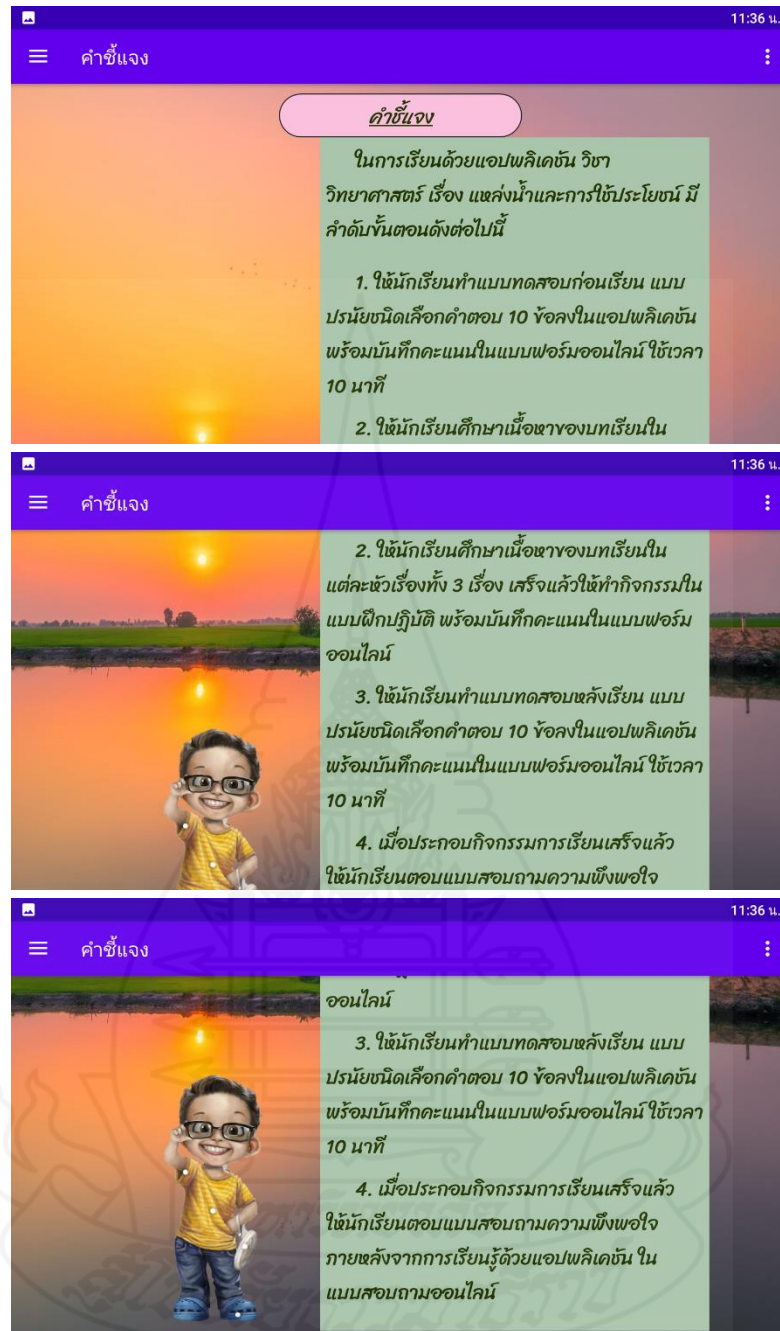 11:36 น.
คำชี้แจง
คำชี้แจง
ในการเรียนด้วยแอปพลิเคชัน วิชา
วิทยาศาสตร์ เรื่อง แหล่งน้ำและการใช้ประโยชน์ มี
ลำดับขั้นตอนดังต่อไปนี้
1. ให้นักเรียนทำแบบทดสอบก่อนเรียน แบบ
ปรนัยชนิดเลือกคำตอบ 10 ข้อลงในแอปพลิเคชัน
พร้อมบันทึกคะแนนในแบบฟอร์มออนไลน์ ใช้เวลา
10 นาที
2. ให้นักเรียนศึกษาเนื้อหาของบทเรียนใน
11:36 น.
คำชี้แจง
2. ให้นักเรียนศึกษาเนื้อหาของบทเรียนใน
แต่ละหัวเรื่องทั้ง 3 เรื่อง เสร็จแล้วให้ทำกิจกรรมใน
แบบฝึกปฏิบัติ พร้อมบันทึกคะแนนในแบบฟอร์ม
ออนไลน์
3. ให้นักเรียนทำแบบทดสอบหลังเรียน แบบ
ปรนัยชนิดเลือกคำตอบ 10 ข้อลงในแอปพลิเคชัน
พร้อมบันทึกคะแนนในแบบฟอร์มออนไลน์ ใช้เวลา
10 นาที
4. เมื่อประกอบกิจกรรมการเรียนเสร็จแล้ว
ให้นักเรียนตอบแบบสอบถามความพึงพอใจ
11:36 น.
คำชี้แจง
ออนไลน์
3. ให้นักเรียนทำแบบทดสอบหลังเรียน แบบ
ปรนัยชนิดเลือกคำตอบ 10 ข้อลงในแอปพลิเคชัน
พร้อมบันทึกคะแนนในแบบฟอร์มออนไลน์ ใช้เวลา
10 นาที
4. เมื่อประกอบกิจกรรมการเรียนเสร็จแล้ว
ให้นักเรียนตอบแบบสอบถามความพึงพอใจ
ภายหลังจากการเรียนรู้ด้วยแอปพลิเคชัน ใน
แบบสอบถามออนไลน์